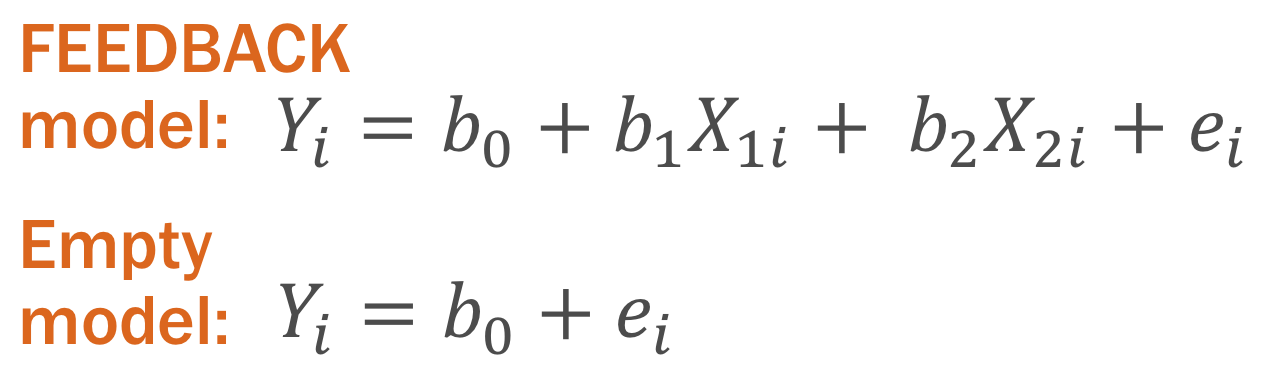 FEEDBACK
model: Yᵢ = b₀ + b₁X₁ᵢ + b₂X₂ᵢ + eᵢ
Empty
model: Yᵢ = b₀ + eᵢ